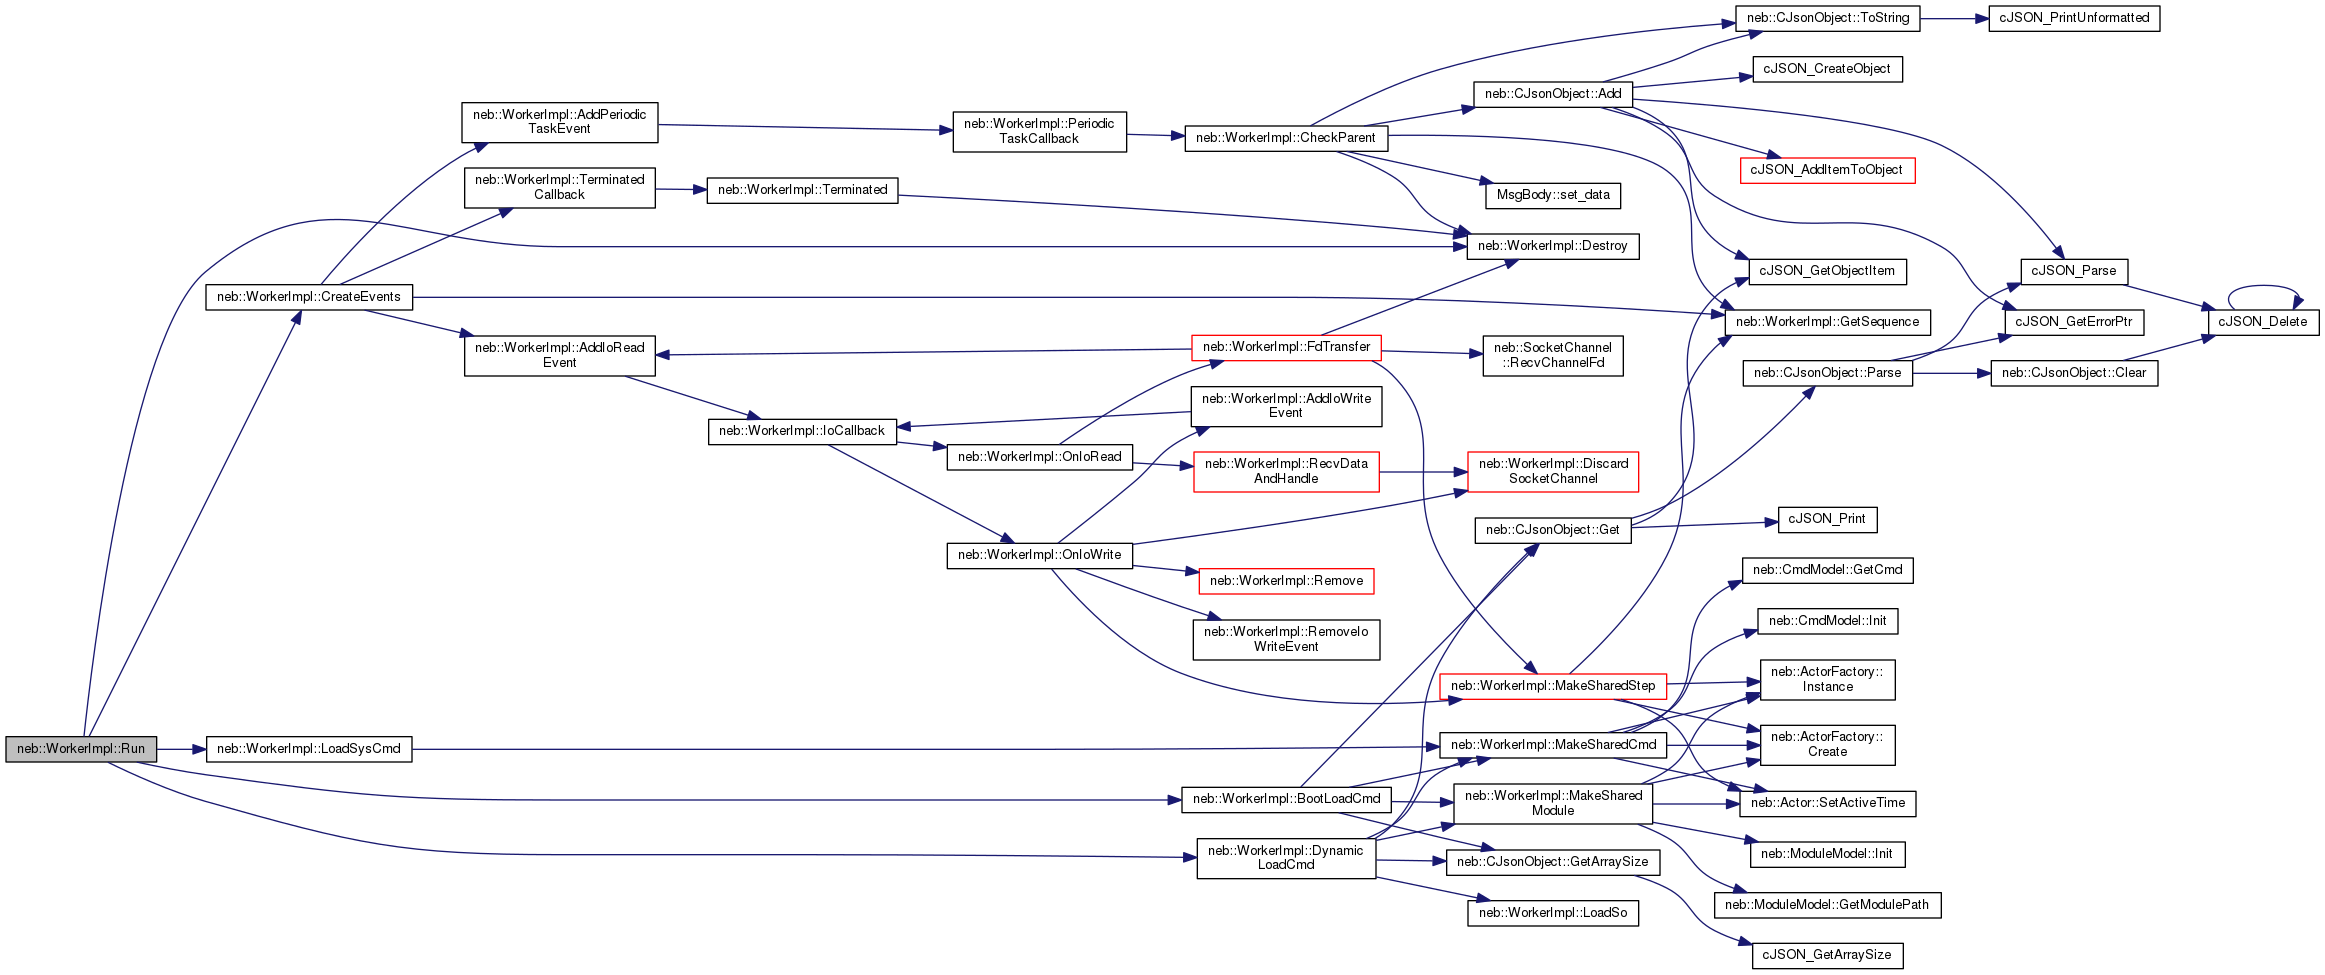 neb::WorkerImpl::Run
neb::WorkerImpl::CreateEvents
neb::WorkerImpl::LoadSysCmd
neb::WorkerImpl::AddPeriodic
TaskEvent
neb::WorkerImpl::Terminated
Callback
neb::WorkerImpl::AddIoRead
Event
neb::WorkerImpl::Terminated
neb::WorkerImpl::IoCallback
neb::WorkerImpl::Periodic
TaskCallback
neb::WorkerImpl::OnIoRead
neb::WorkerImpl::OnIoWrite
neb::WorkerImpl::CheckParent
neb::WorkerImpl::FdTransfer
neb::WorkerImpl::AddIoWrite
Event
neb::WorkerImpl::RecvData
AndHandle
neb::WorkerImpl::Remove
neb::WorkerImpl::RemoveIo
WriteEvent
neb::WorkerImpl::BootLoadCmd
neb::WorkerImpl::Dynamic
LoadCmd
neb::CJsonObject::Add
MsgBody::set_data
neb::WorkerImpl::Destroy
neb::SocketChannel
::RecvChannelFd
neb::WorkerImpl::Discard
SocketChannel
neb::CJsonObject::Get
neb::WorkerImpl::MakeSharedStep
neb::WorkerImpl::MakeSharedCmd
neb::WorkerImpl::MakeShared
Module
neb::CJsonObject::GetArraySize
neb::WorkerImpl::LoadSo
neb::CJsonObject::ToString
cJSON_CreateObject
cJSON_AddItemToObject
cJSON_GetObjectItem
neb::WorkerImpl::GetSequence
neb::CJsonObject::Parse
cJSON_Print
neb::CmdModel::GetCmd
neb::CmdModel::Init
neb::ActorFactory::
Instance
neb::ActorFactory::
Create
neb::Actor::SetActiveTime
neb::ModuleModel::Init
neb::ModuleModel::GetModulePath
cJSON_GetArraySize
cJSON_PrintUnformatted
cJSON_Parse
cJSON_GetErrorPtr
neb::CJsonObject::Clear
cJSON_Delete